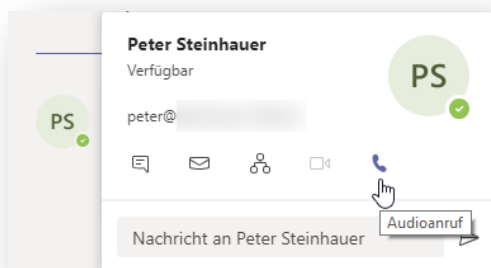 Peter Steinhauer
Verfügbar
PS
PS
peter@
Audioanruf
Nachricht an Peter Steinhauer